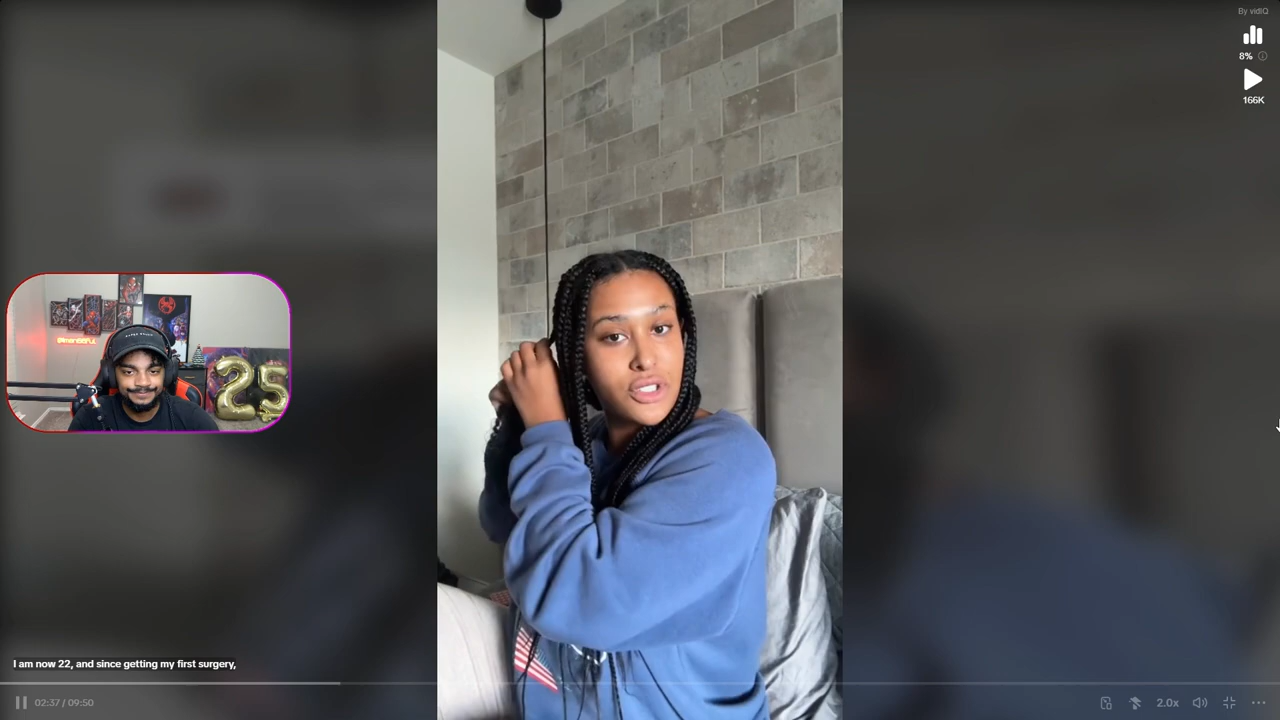 By vidIQ
8%
166K
25
I am now 22, and since getting my first surgery,
02:37 / 09:50
2.0x